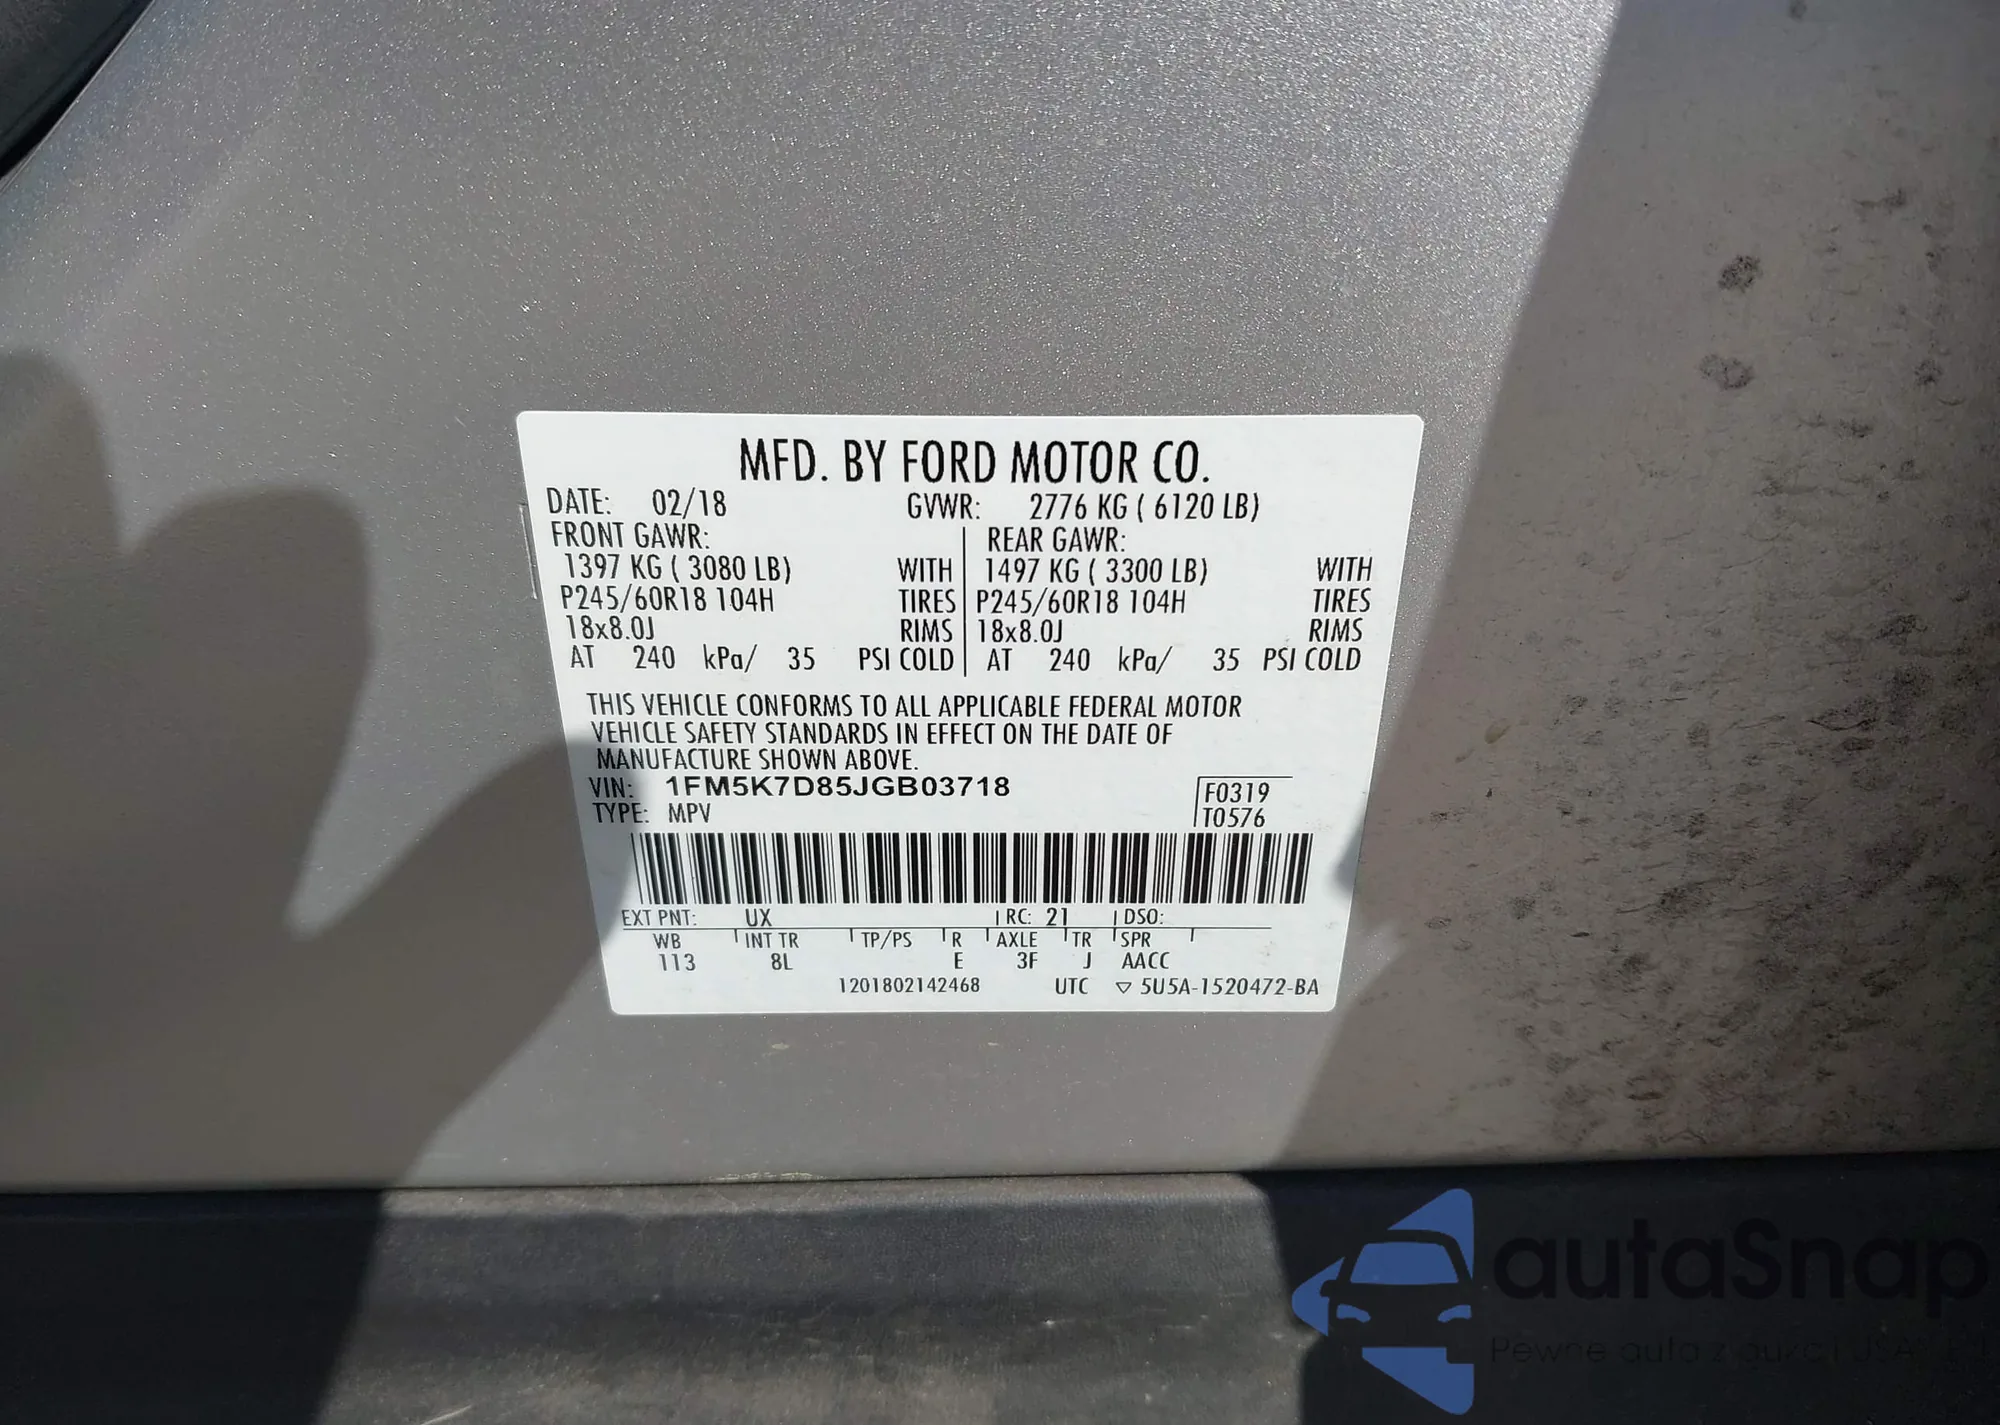 MFD. BY FORD MOTOR CO.
DATE: 02/18 GVWR: 2776 KG ( 6120 LB)
FRONT GAWR: REAR GAWR:
1397 KG ( 3080 LB) WITH 1497 KG ( 3300 LB) WITH
P245/60R18 104H TIRES P245/60R18 104H TIRES
18x8.0J RIMS 18x8.0J RIMS
AT 240 kPa/ 35 PSI COLD AT 240 kPa/ 35 PSI COLD
THIS VEHICLE CONFORMS TO ALL APPLICABLE FEDERAL MOTOR
VEHICLE SAFETY STANDARDS IN EFFECT ON THE DATE OF
MANUFACTURE SHOWN ABOVE.
VIN: 1FM5K7D85JGB03718 F0319
TYPE: MPV T0576
EXT PNT: UX RC: 21 DSO:
WB INT TR TP/PS R AXLE TR SPR
113 8L E 3F J AACC
1201802142468 UTC ▽ 5U5A-1520472-BA
autaSnap
Pewne auto z aukcji USA